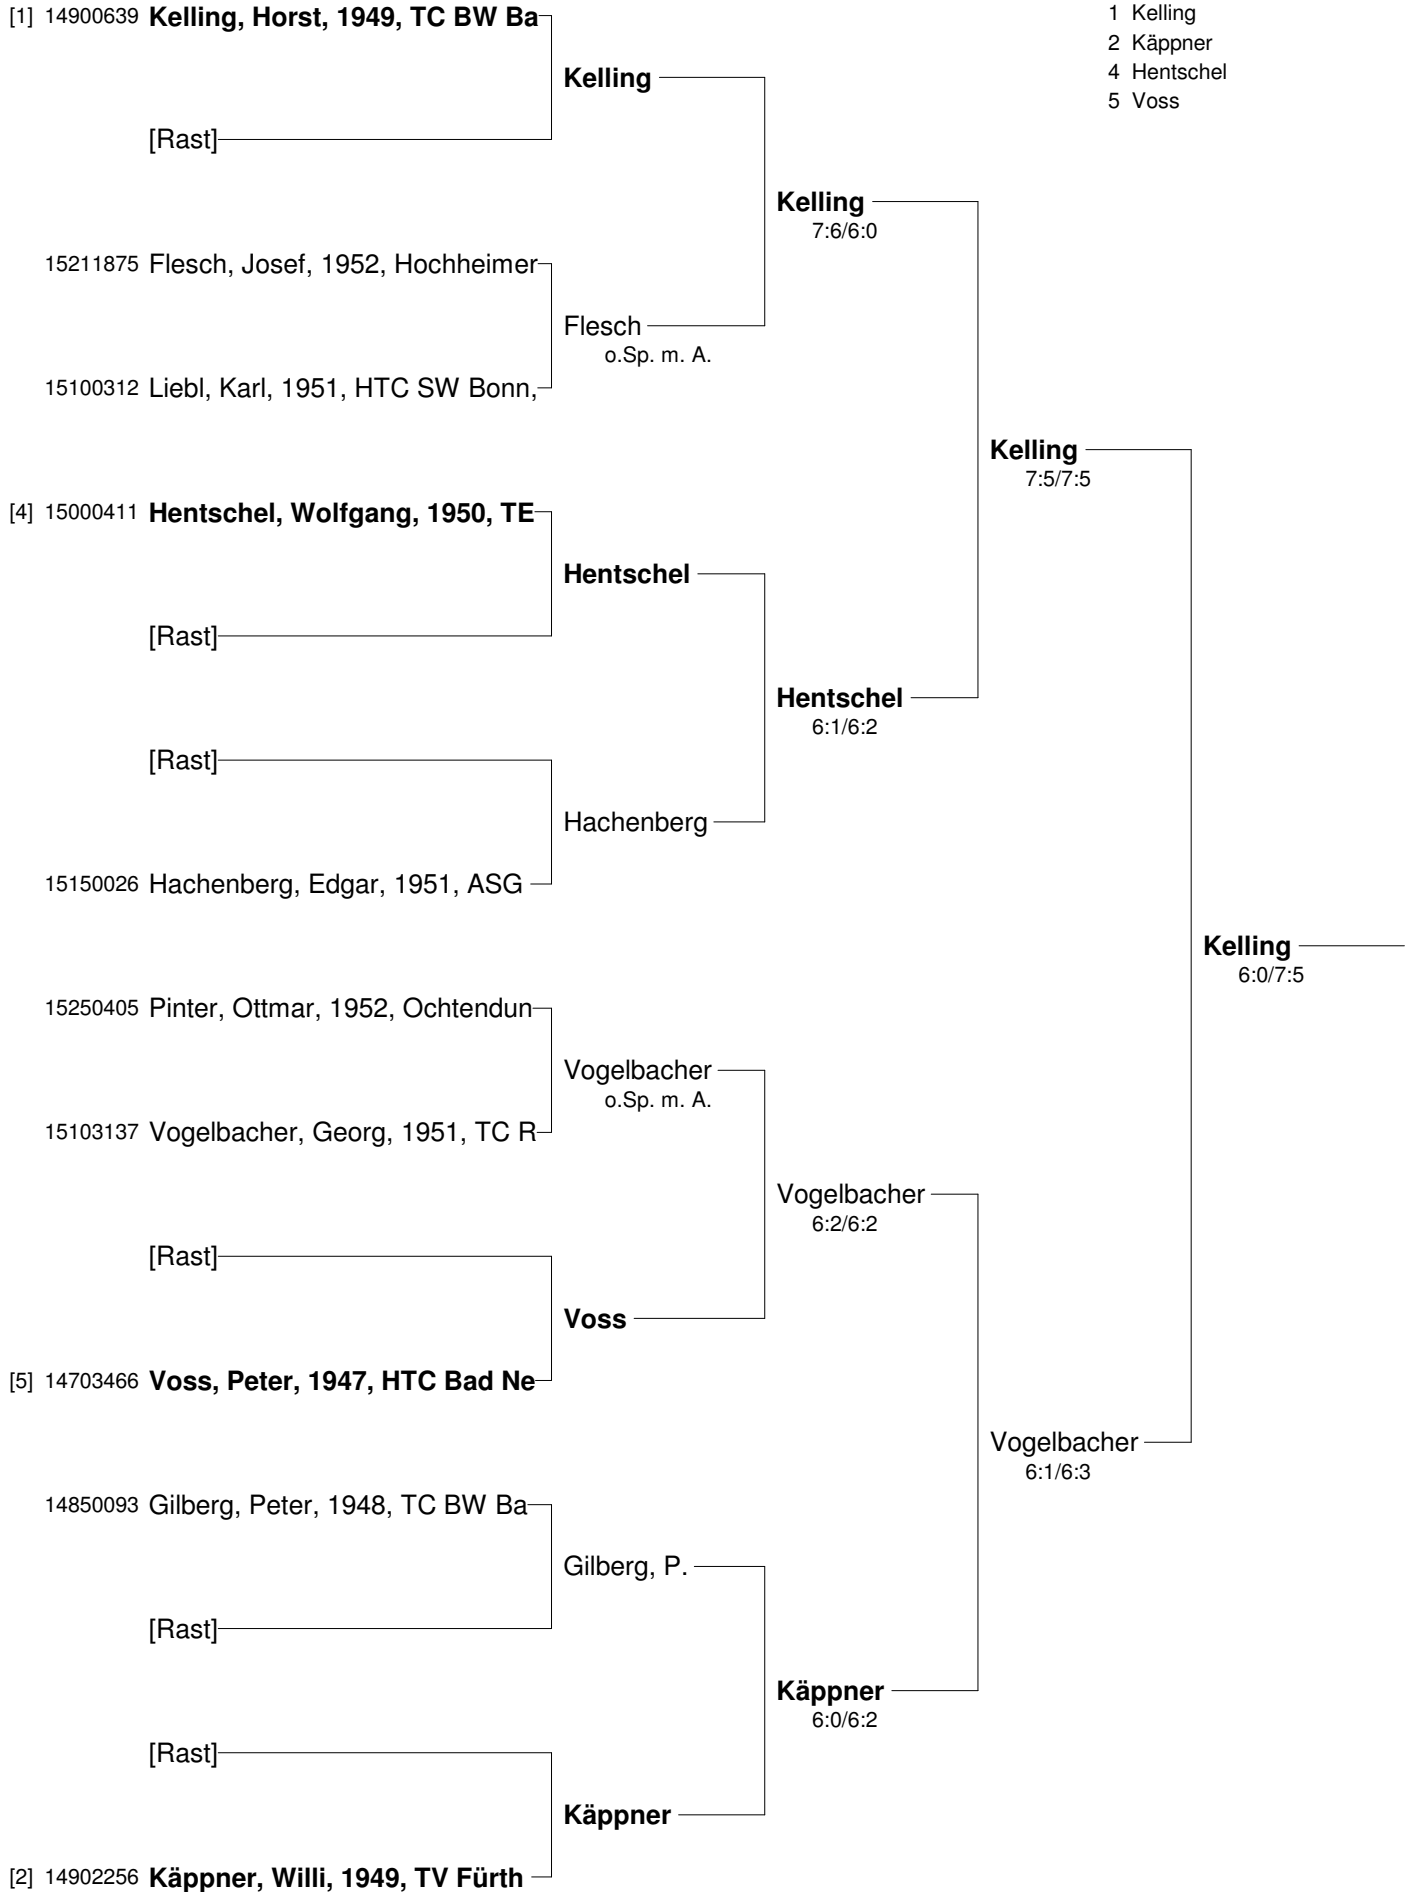 [1] 14900639 Kelling, Horst, 1949, TC BW Ba
1 Kelling
2 Käppner
4 Hentschel
5 Voss
Kelling
[Rast]
Kelling
7:6/6:0
15211875 Flesch, Josef, 1952, Hochheimer
Flesch
o.Sp. m. A.
15100312 Liebl, Karl, 1951, HTC SW Bonn,
Kelling
7:5/7:5
[4] 15000411 Hentschel, Wolfgang, 1950, TE
Hentschel
[Rast]
Hentschel
6:1/6:2
[Rast]
Hachenberg
15150026 Hachenberg, Edgar, 1951, ASG
Kelling
6:0/7:5
15250405 Pinter, Ottmar, 1952, Ochtendun
Vogelbacher
o.Sp. m. A.
15103137 Vogelbacher, Georg, 1951, TC R
Vogelbacher
6:2/6:2
[Rast]
Voss
[5] 14703466 Voss, Peter, 1947, HTC Bad Ne
Vogelbacher
6:1/6:3
14850093 Gilberg, Peter, 1948, TC BW Ba
Gilberg, P.
[Rast]
Käppner
6:0/6:2
[Rast]
Käppner
[2] 14902256 Käppner, Willi, 1949, TV Fürth